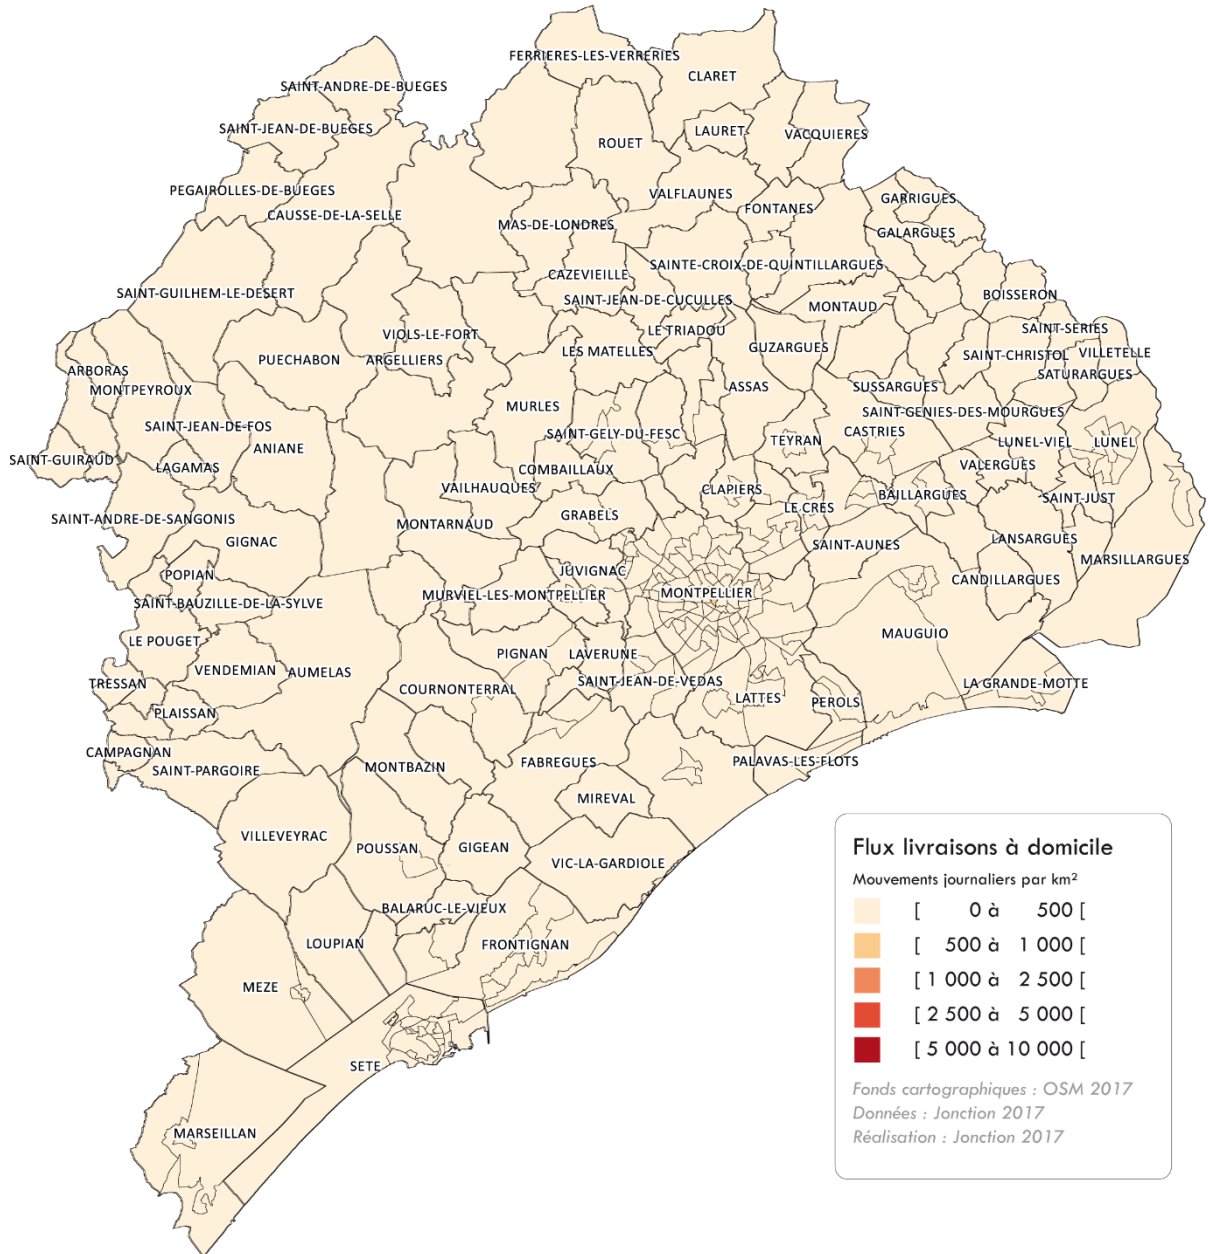 FERRIERES-LES-VERRERIES
CLARET
SAINT-ANDRE-DE-BUEGES
SAINT-JEAN-DE-BUEGES
LAURET
VACQUIERES
ROUET
PEGAIROLLES-DE-BUEGES
VALFLAUNES
GARRIGUES
CAUSSE-DE-LA-SELLE
FONTANES
MAS-DE-LONDRES
GALARGUES
CAZEVIEILLE
SAINTE-CROIX-DE-QUINTILLARGUES
SAINT-GUILHEM-LE-DESERT
BOISSERON
SAINT-JEAN-DE-CUCULLES
MONTAUD
VIOLS-LE-FORT
LE TRIADOU
SAINT-SERIES
PUECHABON
ARGELLIERS
LES MATELLES
GUZARGUES
SAINT-CHRISTOL
VILLETELLE
ARBORAS
SATURARGUES
MONTPEYROUX
ASSAS
SUSSARGUES
MURLES
SAINT-GENIES-DES-MOURGUES
SAINT-JEAN-DE-FOS
SAINT-GELY-DU-FESC
TEYRAN
CASTRIES
LUNEL-VIEL
LUNEL
ANIANE
SAINT-GUIRAUD
LAGAMAS
COMBAILLAUX
VALERGUES
VAILHAUQUES
CLAPIERS
BAILLARGUES
SAINT-JUST
SAINT-ANDRE-DE-SANGONIS
MONTARNAUD
GRABELS
LE CRES
GIGNAC
SAINT-AUNES
LANSARGUES
MARSILLARGUES
POPIAN
JUVIGNAC
CANDILLARGUES
SAINT-BAUZILLE-DE-LA-SYLVE
MURVIEL-LES-MONTPELLIER
MONTPELLIER
LE POUGET
MAUGUIO
VENDEMIAN
AUMELAS
PIGNAN
LAVERUNE
TRESSAN
COURNONTERRAL
SAINT-JEAN-DE-VEDAS
LATTES
PEROLS
LA GRANDE-MOTTE
PLAISSAN
CAMPAGNAN
SAINT-PARGOIRE
MONTBAZIN
FABREGUES
PALAVAS-LES-FLOTS
MIREVAL
VILLEVEYRAC
POUSSAN
GIGEAN
VIC-LA-GARDIOLE
BALARUC-LE-VIEUX
LOUPIAN
FRONTIGNAN
MEZE
SETE
MARSEILLAN
Flux livraisons à domicile
Mouvements journaliers par km²
[ 0 à 500 [
[ 500 à 1 000 [
[ 1 000 à 2 500 [
[ 2 500 à 5 000 [
[ 5 000 à 10 000 [
Fonds cartographiques : OSM 2017
Données : Jonction 2017
Réalisation : Jonction 2017